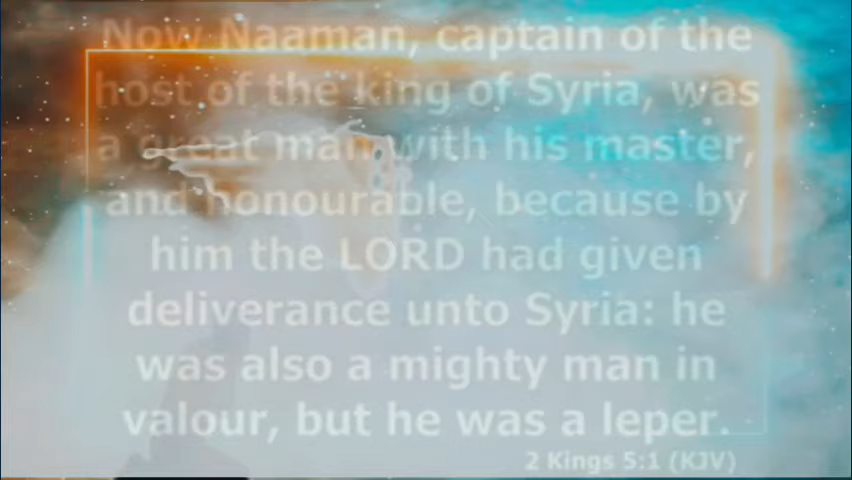 Now Naaman, captain of the
host of the king of Syria, was
a great man with his master,
and honourable, because by
him the LORD had given
deliverance unto Syria: he
was also a mighty man in
valour, but he was a leper.
2 Kings 5:1 (KJV)